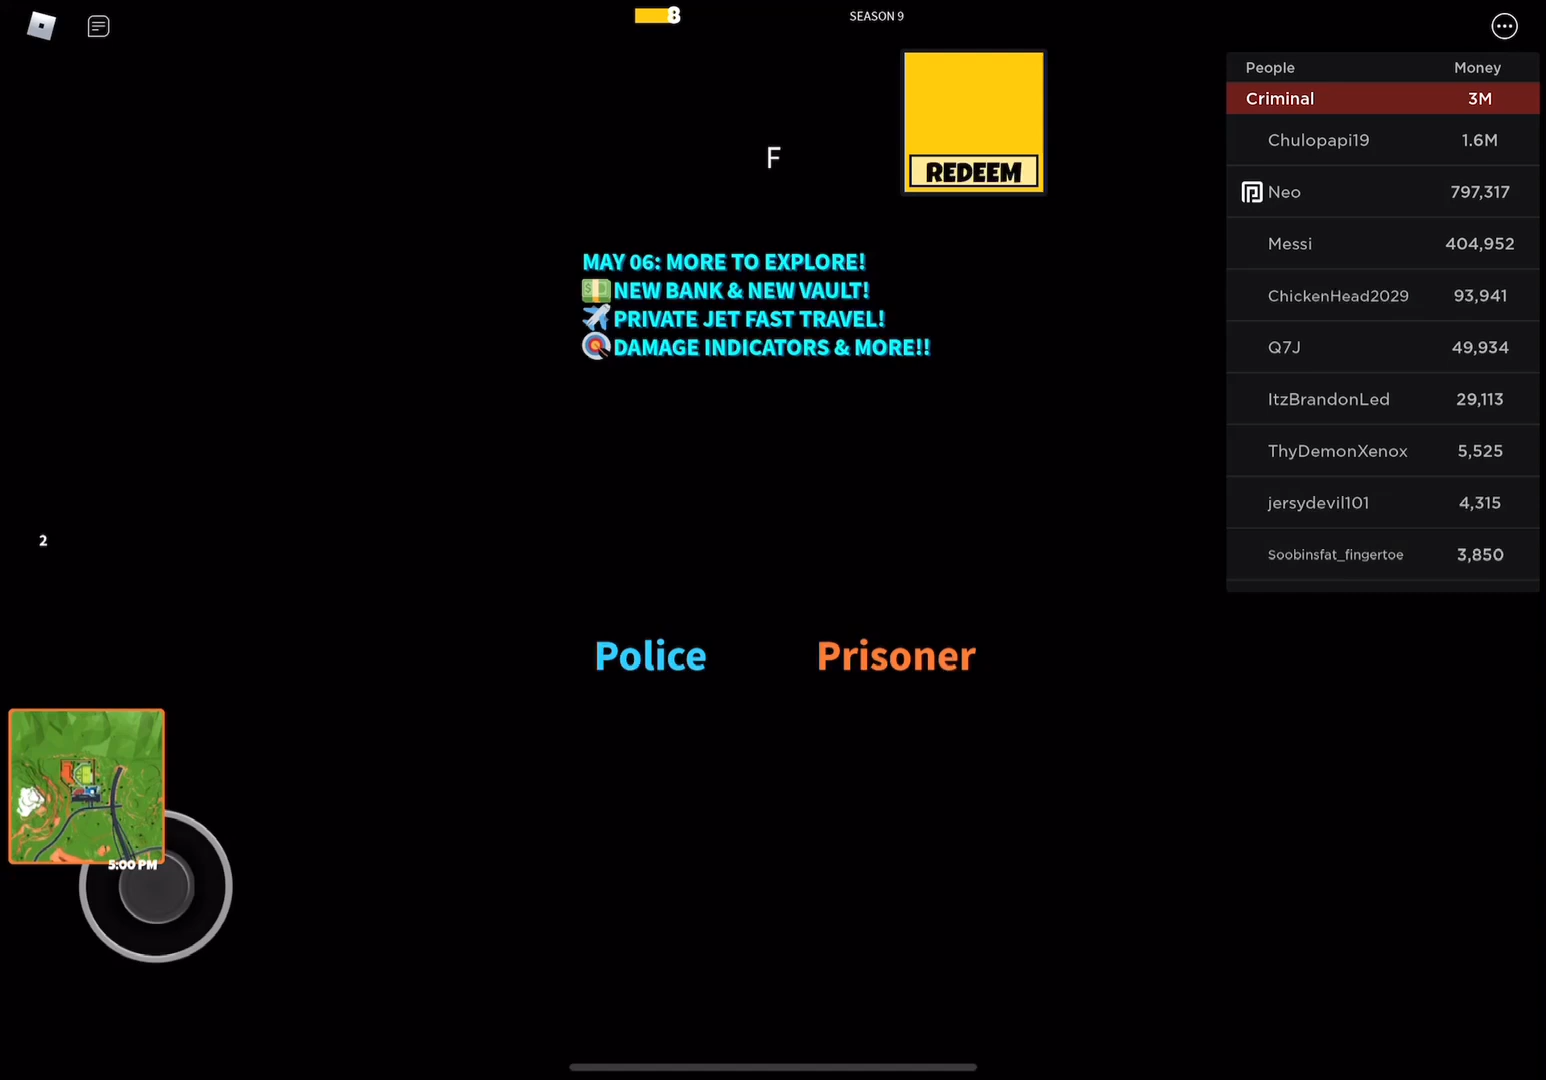 8
SEASON 9
F
REDEEM
MAY 06: MORE TO EXPLORE!
NEW BANK & NEW VAULT!
PRIVATE JET FAST TRAVEL!
DAMAGE INDICATORS & MORE!!
People Money
Criminal 3M
Chulopapi19 1.6M
Neo 797,317
Messi 404,952
ChickenHead2029 93,941
Q7J 49,934
ItzBrandonLed 29,113
ThyDemonXenox 5,525
jersydevil101 4,315
Soobinsfat_fingertoe 3,850
2
Police Prisoner
5:00 PM